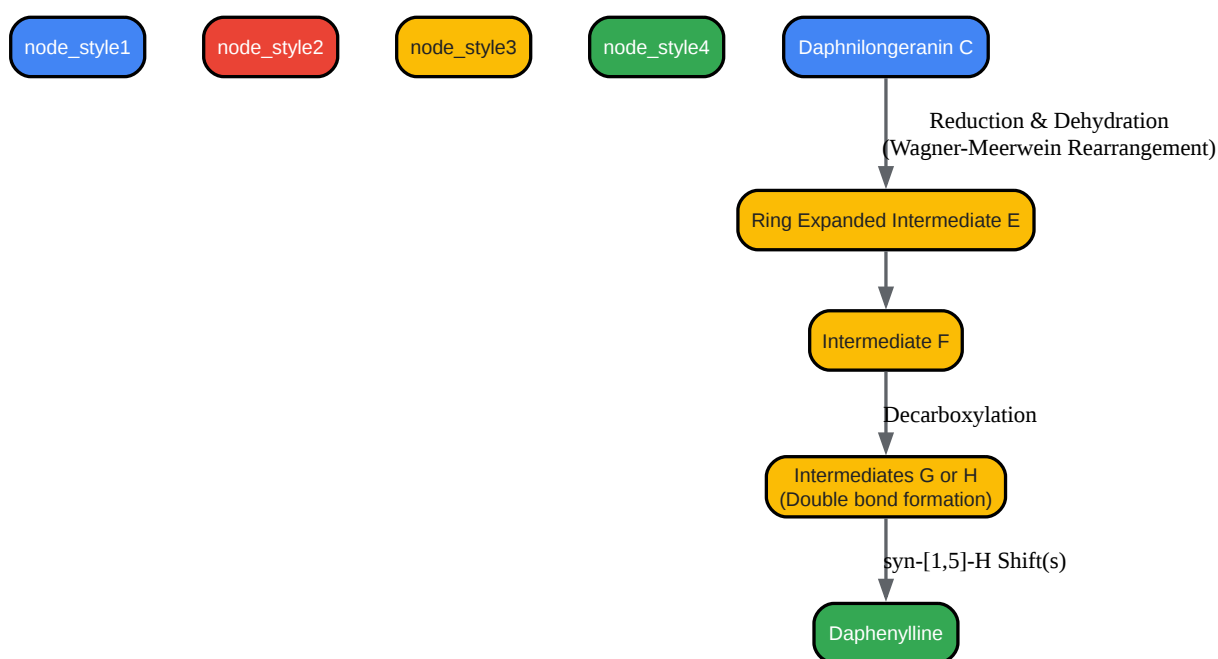 node_style1
node_style2
node_style3
node_style4
Daphnilongeranin C
Reduction & Dehydration
(Wagner-Meerwein Rearrangement)
Ring Expanded Intermediate E
Intermediate F
Decarboxylation
Intermediates G or H
(Double bond formation)
syn-[1,5]-H Shift(s)
Daphenylline